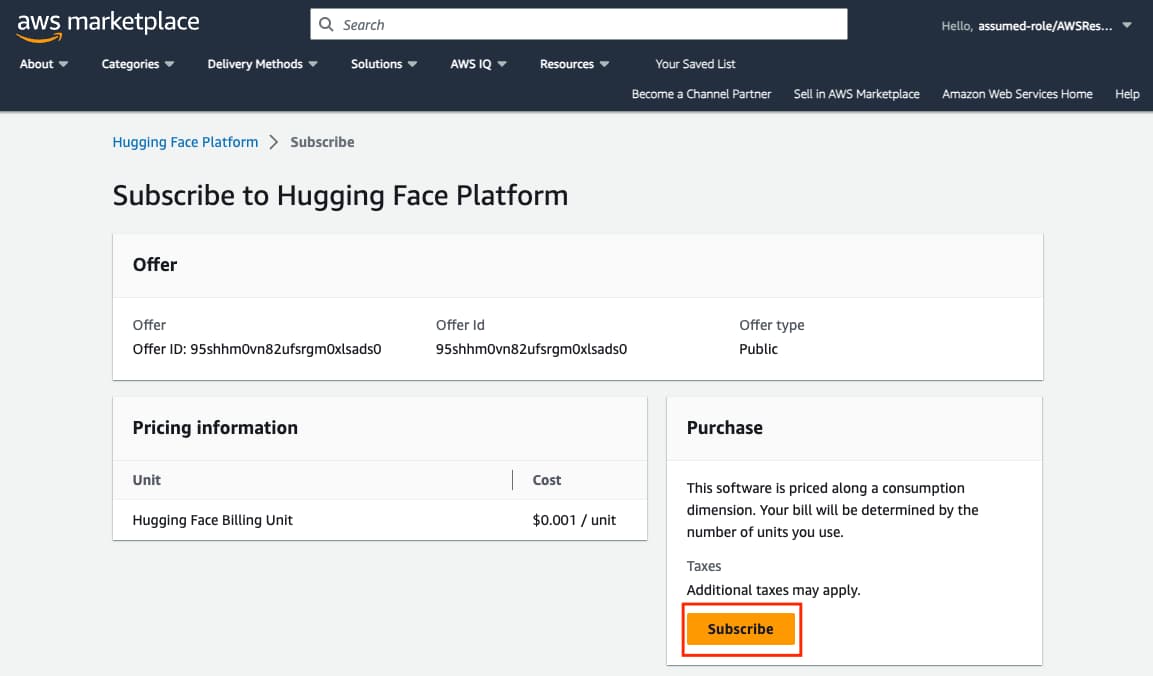 aws marketplace
Search
Hello, assumed-role/AWSRes...
About
Categories
Delivery Methods
Solutions
AWS IQ
Resources
Your Saved List
Become a Channel Partner
Sell in AWS Marketplace
Amazon Web Services Home
Help
Hugging Face Platform
Subscribe
Subscribe to Hugging Face Platform
Offer
Offer
Offer ID: 95shhm0vn82ufsrgm0xlsads0
Offer Id
95shhm0vn82ufsrgm0xlsads0
Offer type
Public
Pricing information
Unit
Cost
Hugging Face Billing Unit
$0.001 / unit
Purchase
This software is priced along a consumption
dimension. Your bill will be determined by the
number of units you use.
Taxes
Additional taxes may apply.
Subscribe